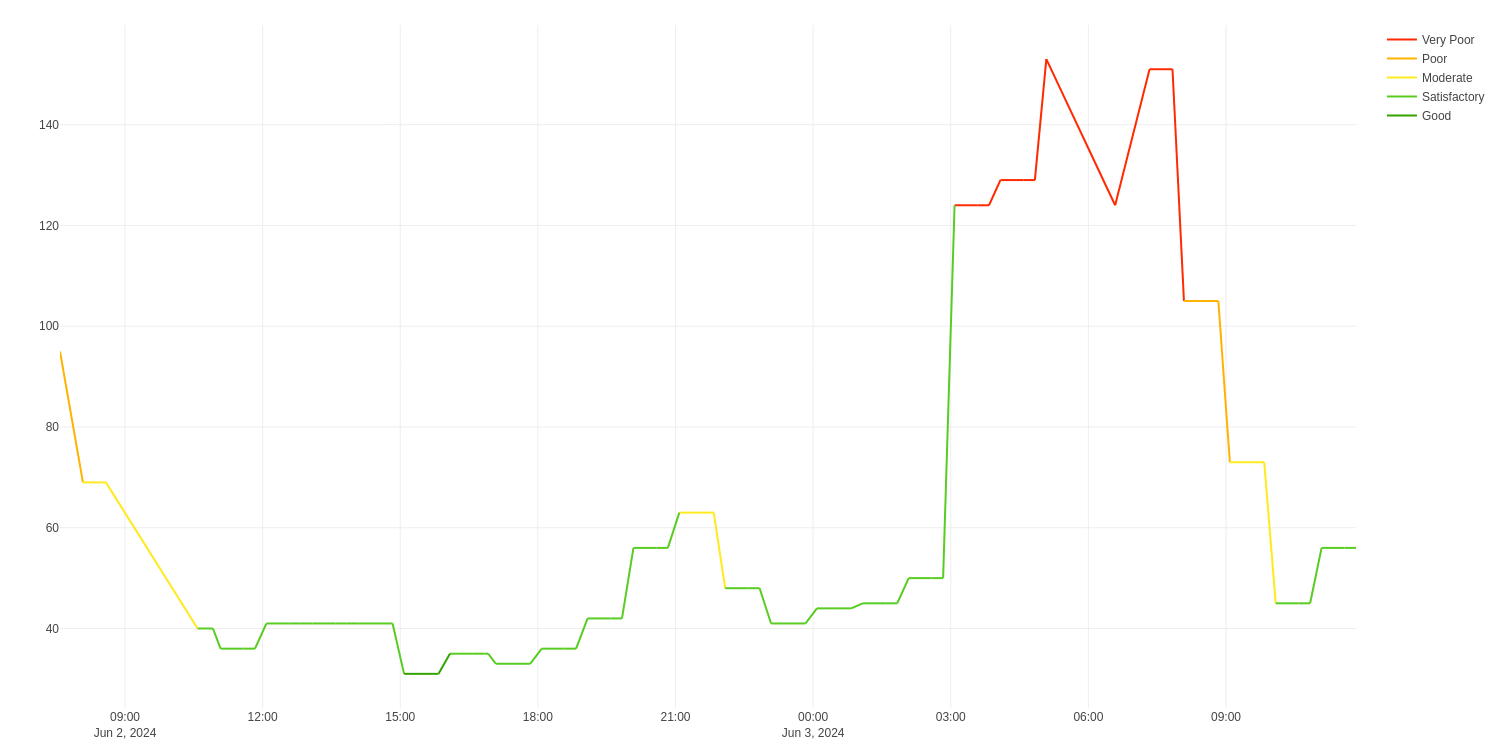 Very Poor
Poor
Moderate
Satisfactory
Good
140
120
100
80
60
40
09:00
12:00
15:00
18:00
21:00
00:00
03:00
06:00
09:00
Jun 2, 2024
Jun 3, 2024